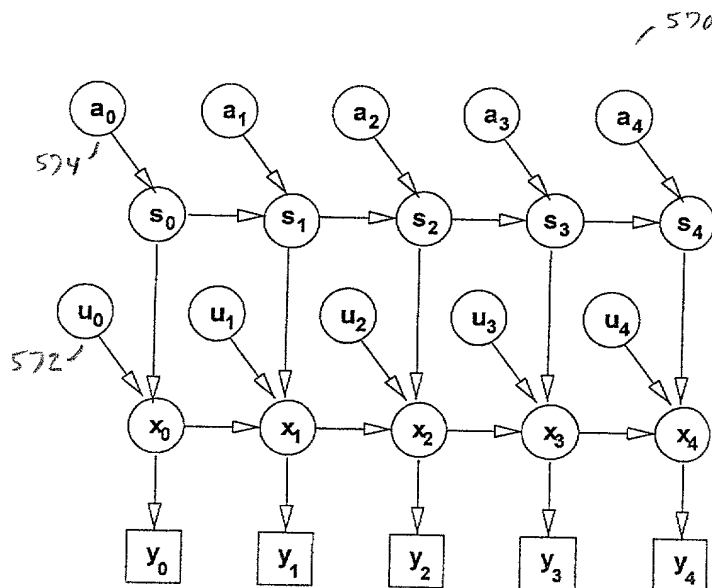 570
a₀ a₁ a₂ a₃ a₄
574
s₀ s₁ s₂ s₃ s₄
u₀ u₁ u₂ u₃ u₄
572
x₀ x₁ x₂ x₃ x₄
y₀ y₁ y₂ y₃ y₄